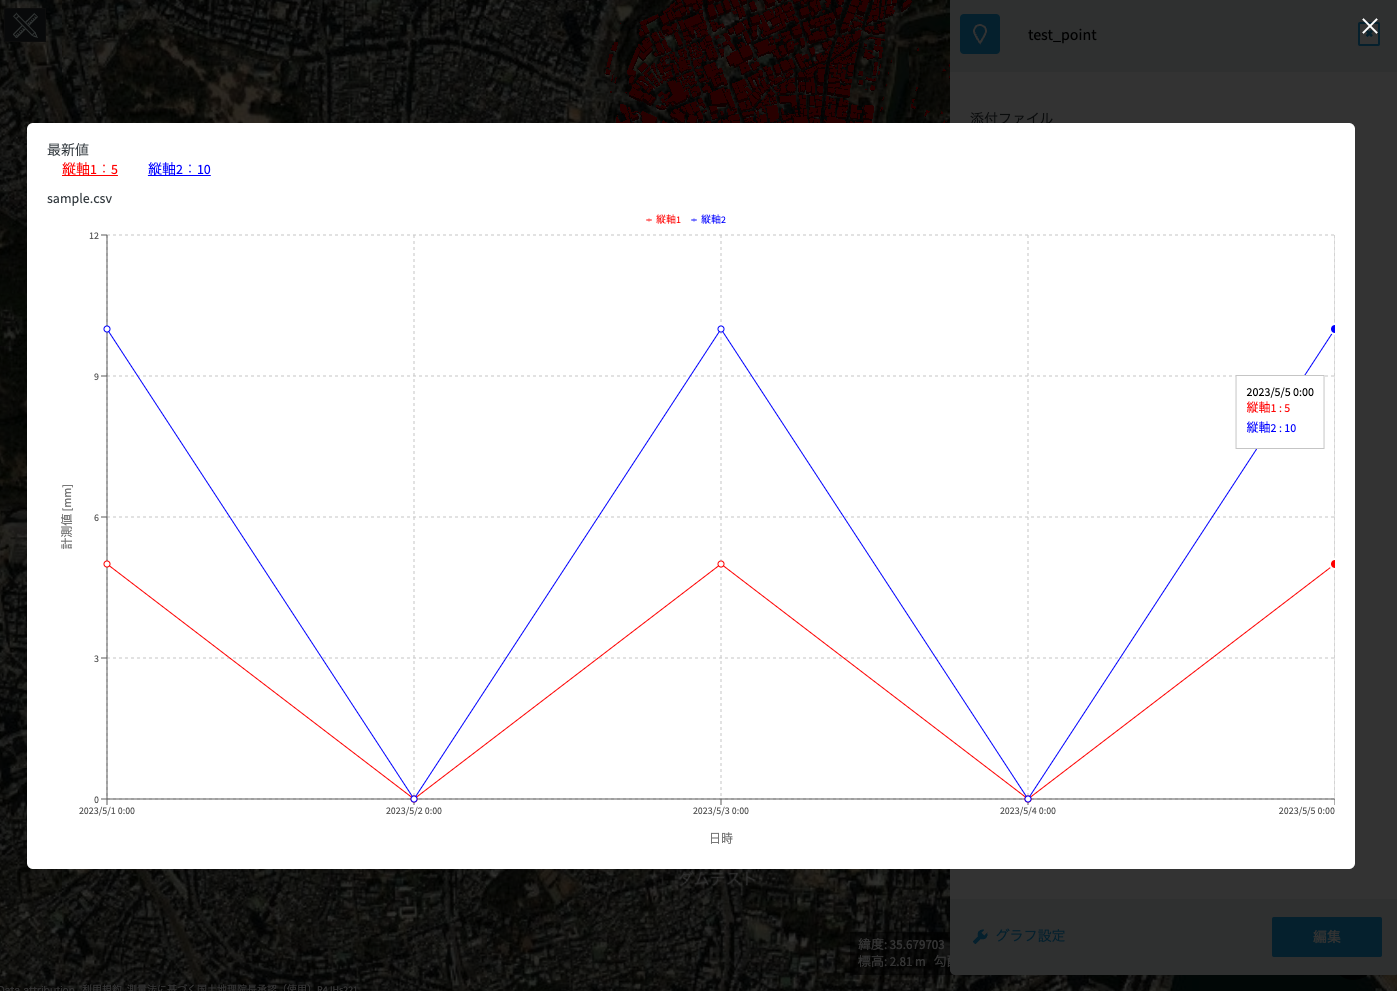 test_point
添付ファイル
最新値
縦軸1：5 縦軸2：10
sample.csv
縦軸1 縦軸2
12
9
6
3
0
計測値 [mm]
2023/5/5 0:00
縦軸1 : 5
縦軸2 : 10
2023/5/1 0:00 2023/5/2 0:00 2023/5/3 0:00 2023/5/4 0:00 2023/5/5 0:00
日時
グラフ設定
編集
緯度: 35.679703
標高: 2.81 m
Data attribution